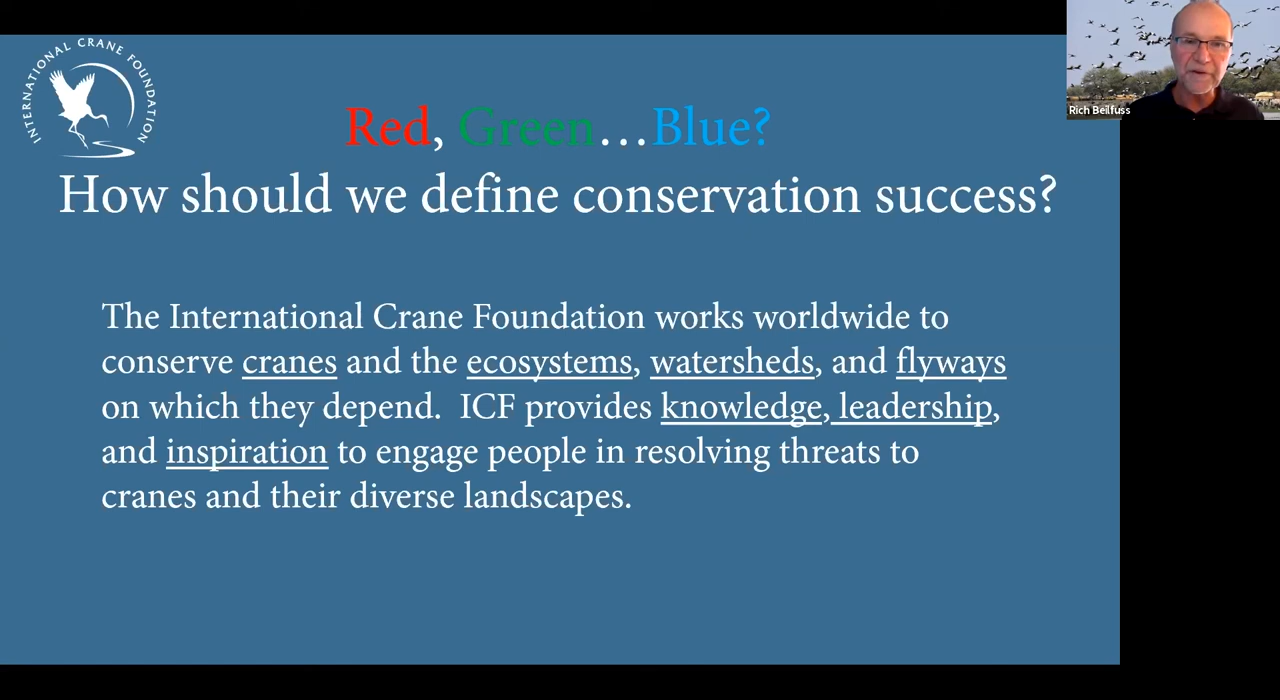 INTERNATIONAL CRANE FOUNDATION
Rich Beilfuss
Red, Green...Blue?
How should we define conservation success?
The International Crane Foundation works worldwide to
conserve cranes and the ecosystems, watersheds, and flyways
on which they depend.  ICF provides knowledge, leadership,
and inspiration to engage people in resolving threats to
cranes and their diverse landscapes.